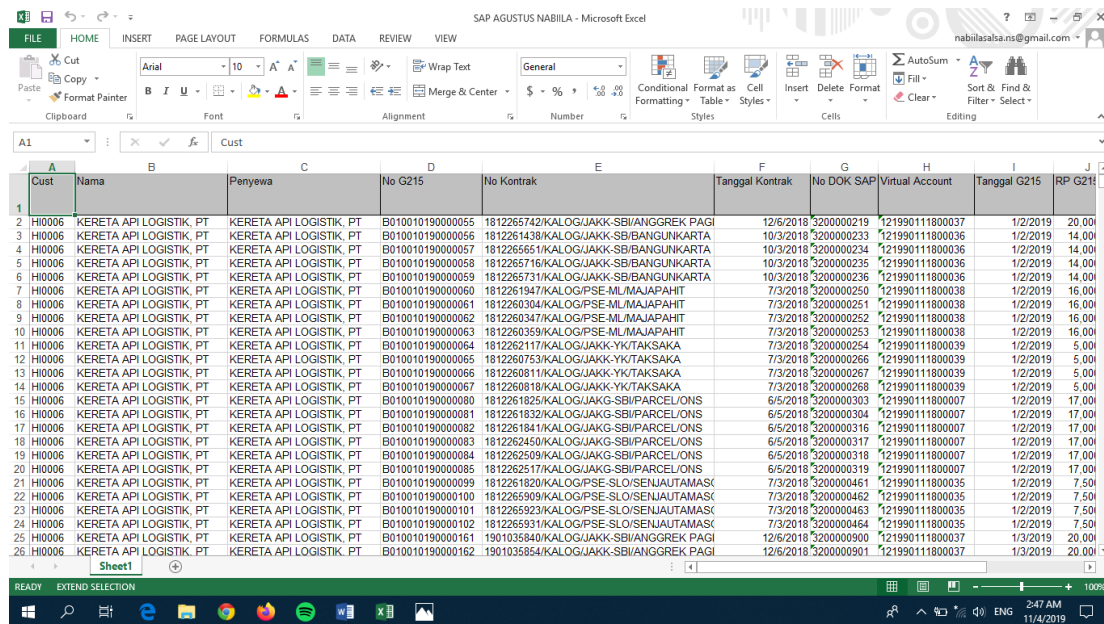 SAP AGUSTUS NABIILA - Microsoft Excel
FILE HOME INSERT PAGE LAYOUT FORMULAS DATA REVIEW VIEW nabiilasalsa.ns@gmail.com
Cut Arial 10 Wrap Text General AutoSum
Copy Fill
Paste Format Painter Merge & Center Conditional Formatting Format as Table Cell Styles Insert Delete Format Clear Sort & Filter Find & Select
Clipboard Font Alignment Number Styles Cells Editing
A1 Cust
A B C D E F G H I J
1 Cust Nama Penyewa No G215 No Kontrak Tanggal Kontrak No DOK SAP Virtual Account Tanggal G215 RP G215
2 HI0006 KERETA API LOGISTIK, PT KERETA API LOGISTIK, PT B010010190000055 1812265742/KALOG/JAKK-SBI/ANGGREK PAGI 12/6/2018 3200000219 121990111800037 1/2/2019 20,00
3 HI0006 KERETA API LOGISTIK, PT KERETA API LOGISTIK, PT B010010190000056 1812261438/KALOG/JAKK-SB/BANGUNKARTA 10/3/2018 3200000233 121990111800036 1/2/2019 14,00
4 HI0006 KERETA API LOGISTIK, PT KERETA API LOGISTIK, PT B010010190000057 1812265651/KALOG/JAKK-SB/BANGUNKARTA 10/3/2018 3200000234 121990111800036 1/2/2019 14,00
5 HI0006 KERETA API LOGISTIK, PT KERETA API LOGISTIK, PT B010010190000058 1812265716/KALOG/JAKK-SB/BANGUNKARTA 10/3/2018 3200000235 121990111800036 1/2/2019 14,00
6 HI0006 KERETA API LOGISTIK, PT KERETA API LOGISTIK, PT B010010190000059 1812265731/KALOG/JAKK-SB/BANGUNKARTA 10/3/2018 3200000236 121990111800036 1/2/2019 14,00
7 HI0006 KERETA API LOGISTIK, PT KERETA API LOGISTIK, PT B010010190000060 1812261947/KALOG/PSE-ML/MAJAPAHIT 7/3/2018 3200000250 121990111800038 1/2/2019 16,00
8 HI0006 KERETA API LOGISTIK, PT KERETA API LOGISTIK, PT B010010190000061 1812260304/KALOG/PSE-ML/MAJAPAHIT 7/3/2018 3200000251 121990111800038 1/2/2019 16,00
9 HI0006 KERETA API LOGISTIK, PT KERETA API LOGISTIK, PT B010010190000062 1812260347/KALOG/PSE-ML/MAJAPAHIT 7/3/2018 3200000252 121990111800038 1/2/2019 16,00
10 HI0006 KERETA API LOGISTIK, PT KERETA API LOGISTIK, PT B010010190000063 1812260359/KALOG/PSE-ML/MAJAPAHIT 7/3/2018 3200000253 121990111800038 1/2/2019 16,00
11 HI0006 KERETA API LOGISTIK, PT KERETA API LOGISTIK, PT B010010190000064 1812262117/KALOG/JAKK-YK/TAKSAKA 7/3/2018 3200000254 121990111800039 1/2/2019 5,00
12 HI0006 KERETA API LOGISTIK, PT KERETA API LOGISTIK, PT B010010190000065 1812260753/KALOG/JAKK-YK/TAKSAKA 7/3/2018 3200000266 121990111800039 1/2/2019 5,00
13 HI0006 KERETA API LOGISTIK, PT KERETA API LOGISTIK, PT B010010190000066 1812260811/KALOG/JAKK-YK/TAKSAKA 7/3/2018 3200000267 121990111800039 1/2/2019 5,00
14 HI0006 KERETA API LOGISTIK, PT KERETA API LOGISTIK, PT B010010190000067 1812260818/KALOG/JAKK-YK/TAKSAKA 7/3/2018 3200000268 121990111800039 1/2/2019 5,00
15 HI0006 KERETA API LOGISTIK, PT KERETA API LOGISTIK, PT B010010190000080 1812261825/KALOG/JAKG-SBI/PARCEL/ONS 6/5/2018 3200000303 121990111800007 1/2/2019 17,00
16 HI0006 KERETA API LOGISTIK, PT KERETA API LOGISTIK, PT B010010190000081 1812261832/KALOG/JAKG-SBI/PARCEL/ONS 6/5/2018 3200000304 121990111800007 1/2/2019 17,00
17 HI0006 KERETA API LOGISTIK, PT KERETA API LOGISTIK, PT B010010190000082 1812261841/KALOG/JAKG-SBI/PARCEL/ONS 6/5/2018 3200000316 121990111800007 1/2/2019 17,00
18 HI0006 KERETA API LOGISTIK, PT KERETA API LOGISTIK, PT B010010190000083 1812262450/KALOG/JAKG-SBI/PARCEL/ONS 6/5/2018 3200000317 121990111800007 1/2/2019 17,00
19 HI0006 KERETA API LOGISTIK, PT KERETA API LOGISTIK, PT B010010190000084 1812262509/KALOG/JAKG-SBI/PARCEL/ONS 6/5/2018 3200000318 121990111800007 1/2/2019 17,00
20 HI0006 KERETA API LOGISTIK, PT KERETA API LOGISTIK, PT B010010190000085 1812262517/KALOG/JAKG-SBI/PARCEL/ONS 6/5/2018 3200000319 121990111800007 1/2/2019 17,00
21 HI0006 KERETA API LOGISTIK, PT KERETA API LOGISTIK, PT B010010190000099 1812261820/KALOG/PSE-SLO/SENJAUTAMASO 7/3/2018 3200000461 121990111800035 1/2/2019 7,50
22 HI0006 KERETA API LOGISTIK, PT KERETA API LOGISTIK, PT B010010190000100 1812265909/KALOG/PSE-SLO/SENJAUTAMASO 7/3/2018 3200000462 121990111800035 1/2/2019 7,50
23 HI0006 KERETA API LOGISTIK, PT KERETA API LOGISTIK, PT B010010190000101 1812265923/KALOG/PSE-SLO/SENJAUTAMASO 7/3/2018 3200000463 121990111800035 1/2/2019 7,50
24 HI0006 KERETA API LOGISTIK, PT KERETA API LOGISTIK, PT B010010190000102 1812265931/KALOG/PSE-SLO/SENJAUTAMASO 7/3/2018 3200000464 121990111800035 1/2/2019 7,50
25 HI0006 KERETA API LOGISTIK, PT KERETA API LOGISTIK, PT B010010190000161 1901035840/KALOG/JAKK-SBI/ANGGREK PAGI 12/6/2018 3200000900 121990111800037 1/3/2019 20,00
26 HI0006 KERETA API LOGISTIK, PT KERETA API LOGISTIK, PT B010010190000162 1901035854/KALOG/JAKK-SBI/ANGGREK PAGI 12/6/2018 3200000901 121990111800037 1/3/2019 20,00
Sheet1
READY EXTEND SELECTION 100%
ENG 2:47 AM
11/4/2019